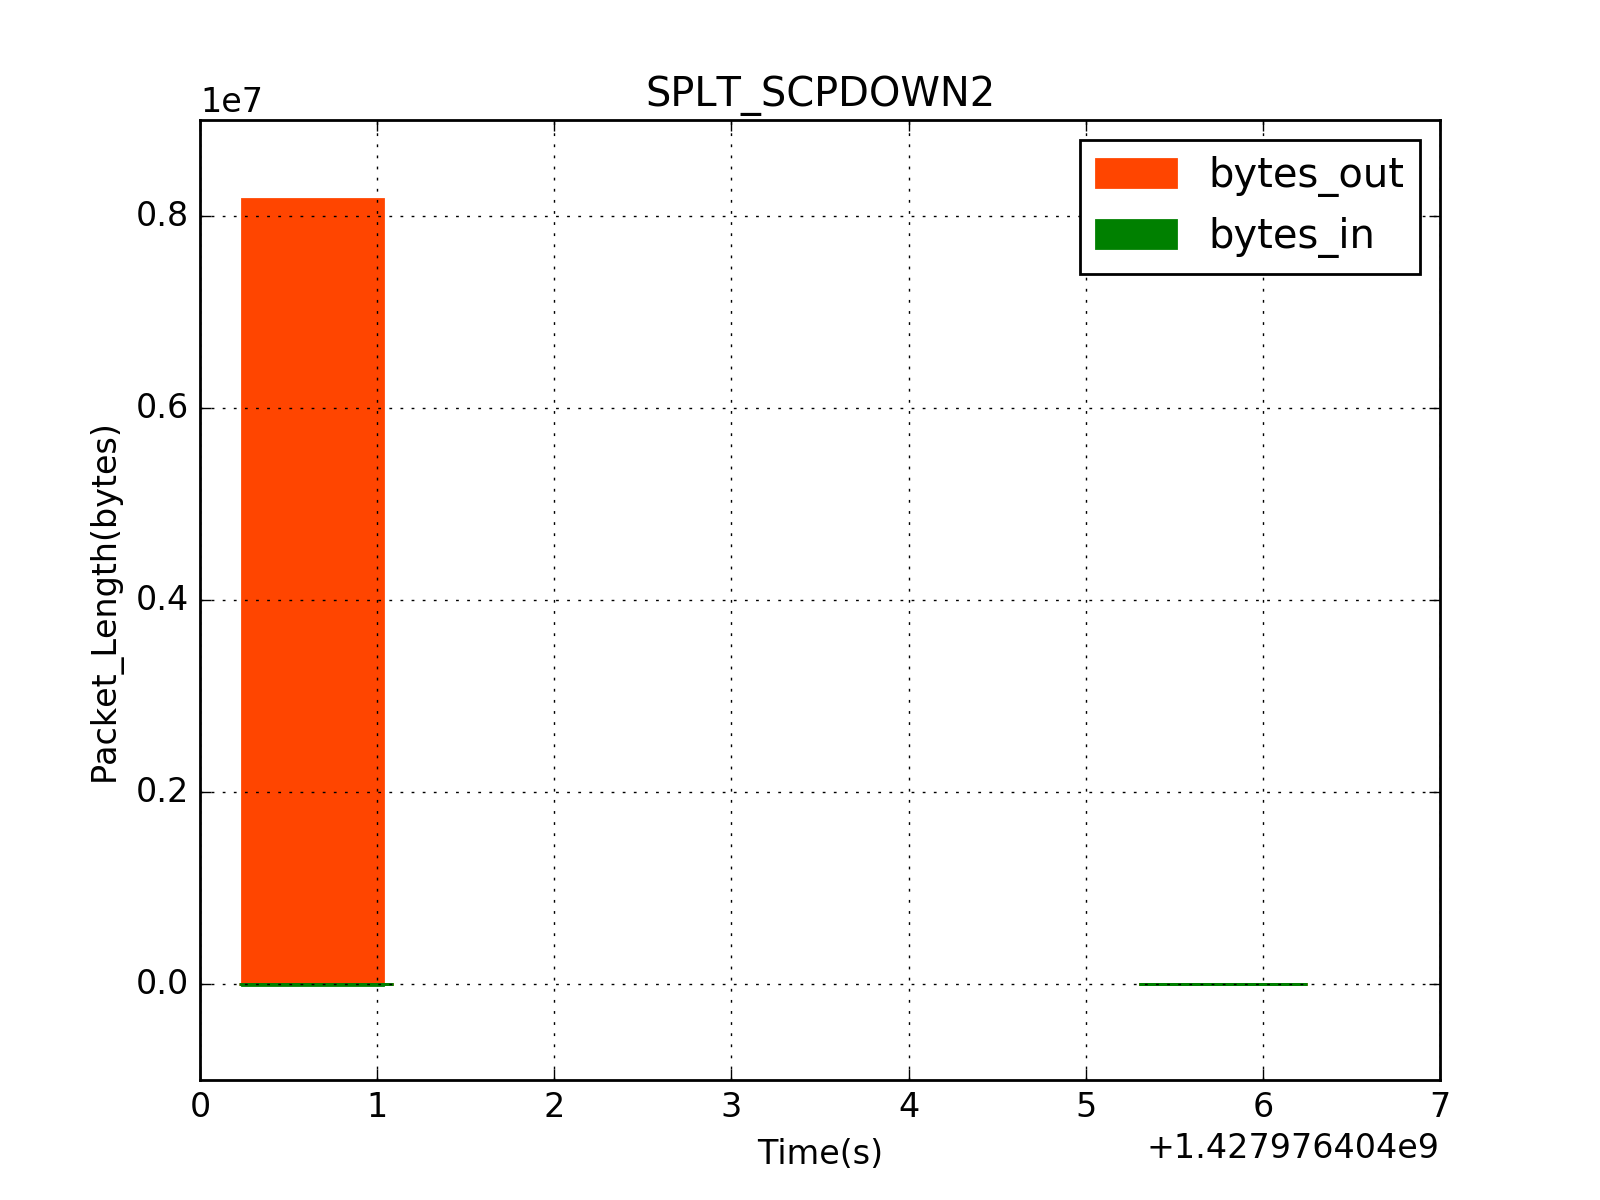 SPLT_SCPDOWN2
1e7
bytes_out
bytes_in
0.8
0.6
0.4
0.2
0.0
Packet_Length(bytes)
0 1 2 3 4 5 6 7
+1.427976404e9
Time(s)